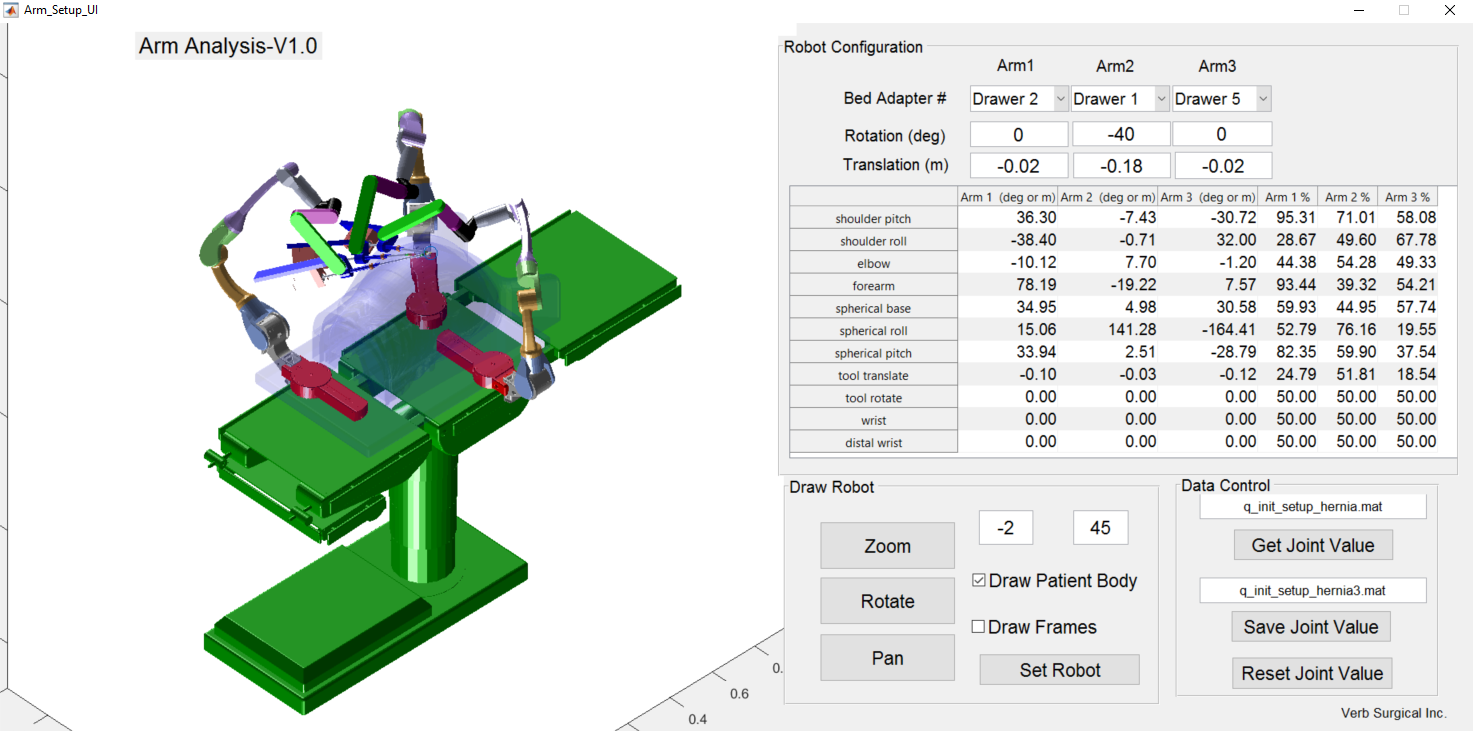 Arm_Setup_UI
Arm Analysis-V1.0
Robot Configuration
Arm1 Arm2 Arm3
Bed Adapter # Drawer 2 Drawer 1 Drawer 5
Rotation (deg) 0 -40 0
Translation (m) -0.02 -0.18 -0.02
Arm 1 (deg or m) Arm 2 (deg or m) Arm 3 (deg or m) Arm 1 % Arm 2 % Arm 3 %
shoulder pitch 36.30 -7.43 -30.72 95.31 71.01 58.08
shoulder roll -38.40 -0.71 32.00 28.67 49.60 67.78
elbow -10.12 7.70 -1.20 44.38 54.28 49.33
forearm 78.19 -19.22 7.57 93.44 39.32 54.21
spherical base 34.95 4.98 30.58 59.93 44.95 57.74
spherical roll 15.06 141.28 -164.41 52.79 76.16 19.55
spherical pitch 33.94 2.51 -28.79 82.35 59.90 37.54
tool translate -0.10 -0.03 -0.12 24.79 51.81 18.54
tool rotate 0.00 0.00 0.00 50.00 50.00 50.00
wrist 0.00 0.00 0.00 50.00 50.00 50.00
distal wrist 0.00 0.00 0.00 50.00 50.00 50.00
Draw Robot
Zoom
Rotate
Pan
-2 45
Draw Patient Body
Draw Frames
Set Robot
Data Control
q_init_setup_hernia.mat
Get Joint Value
q_init_setup_hernia3.mat
Save Joint Value
Reset Joint Value
0.
0.6
0.4
Verb Surgical Inc.